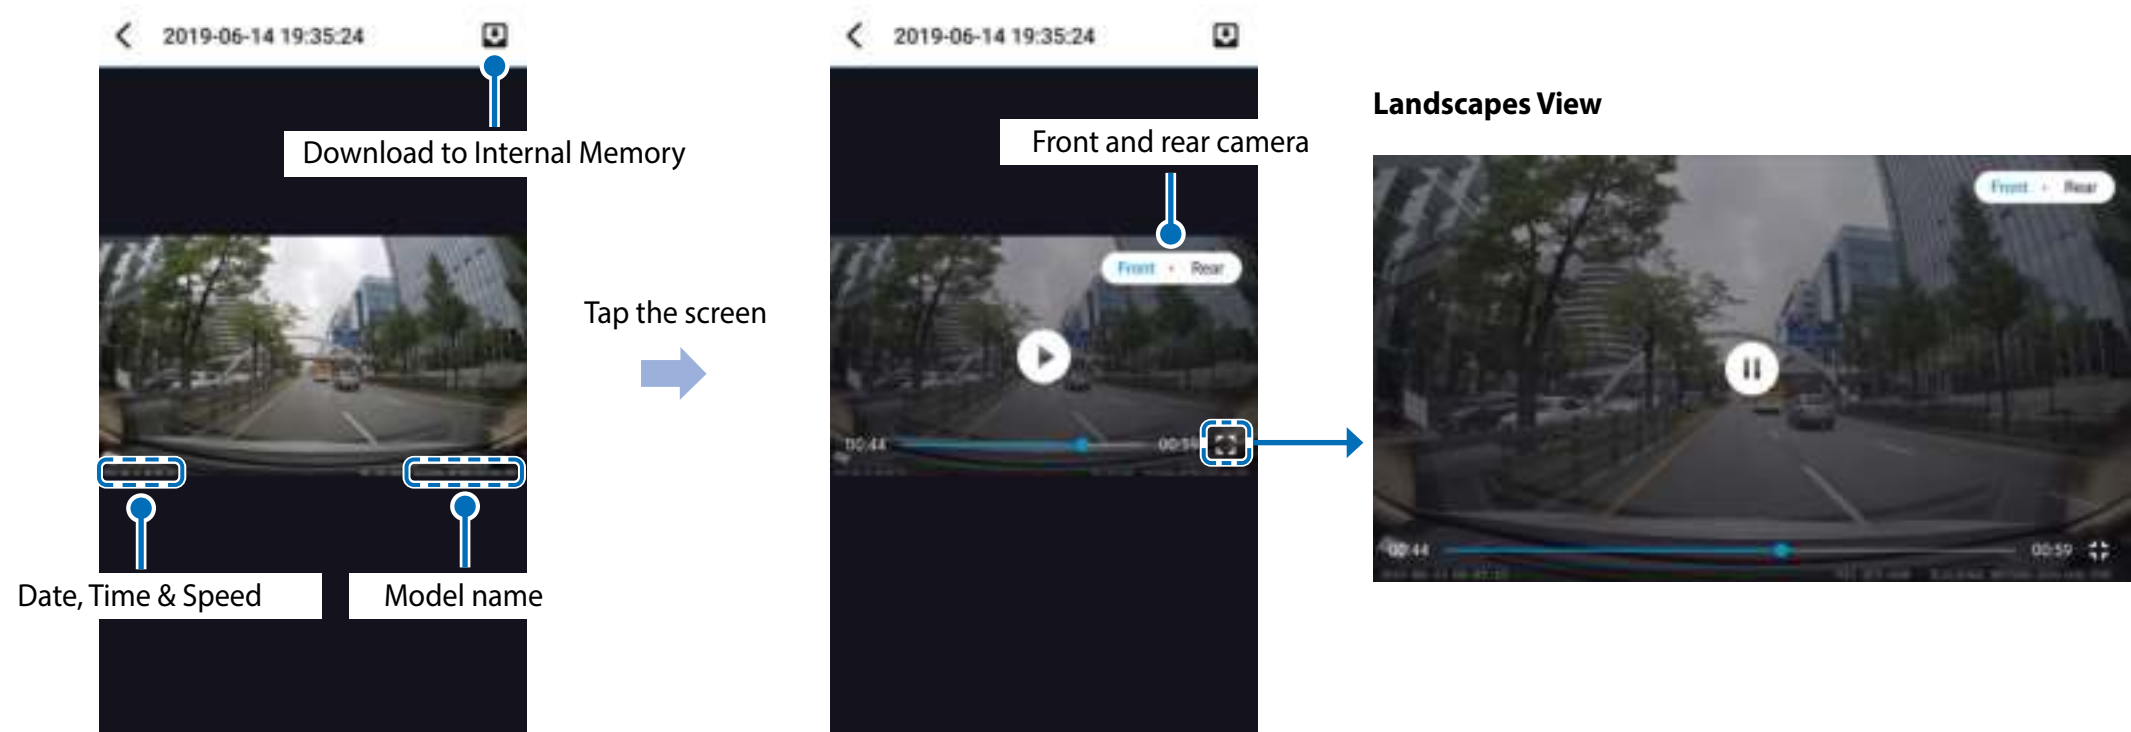 2019-06-14 19:35:24
Download to Internal Memory
Date, Time & Speed
Model name
Tap the screen
2019-06-14 19:35:24
Front and rear camera
Front • Rear
00:44
00:59
Landscapes View
Front • Rear
00:44
00:59